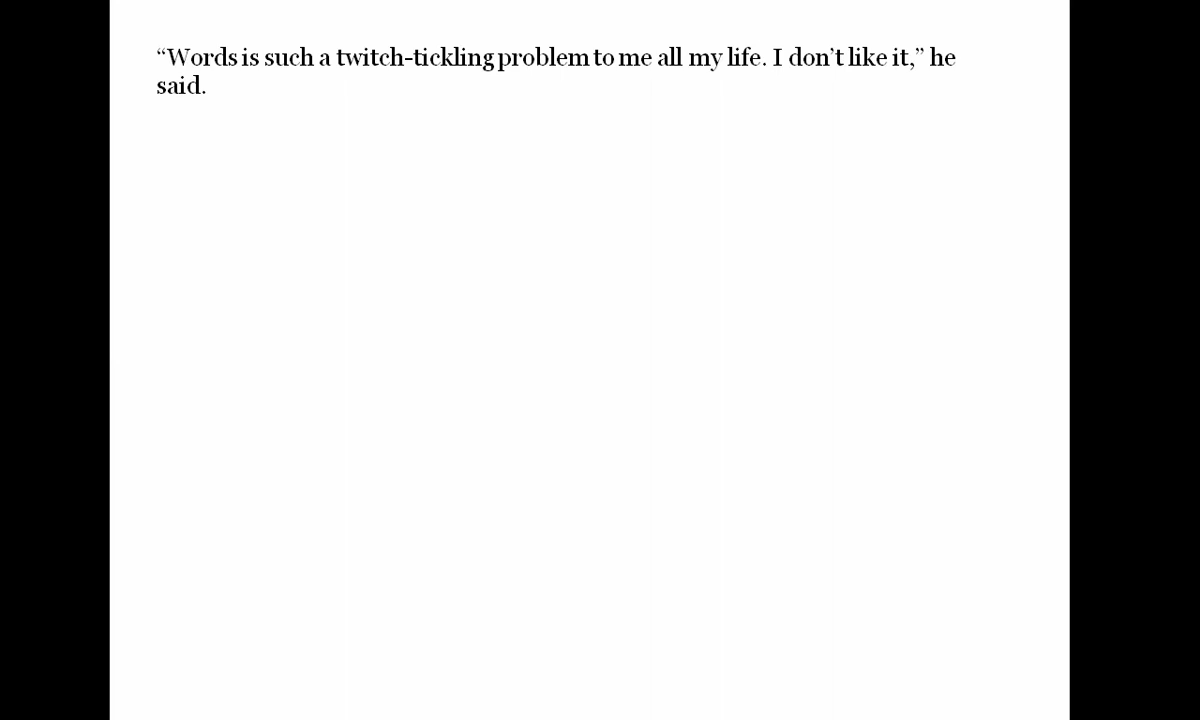 “Words is such a twitch-tickling problem to me all my life. I don’t like it,” he
said.